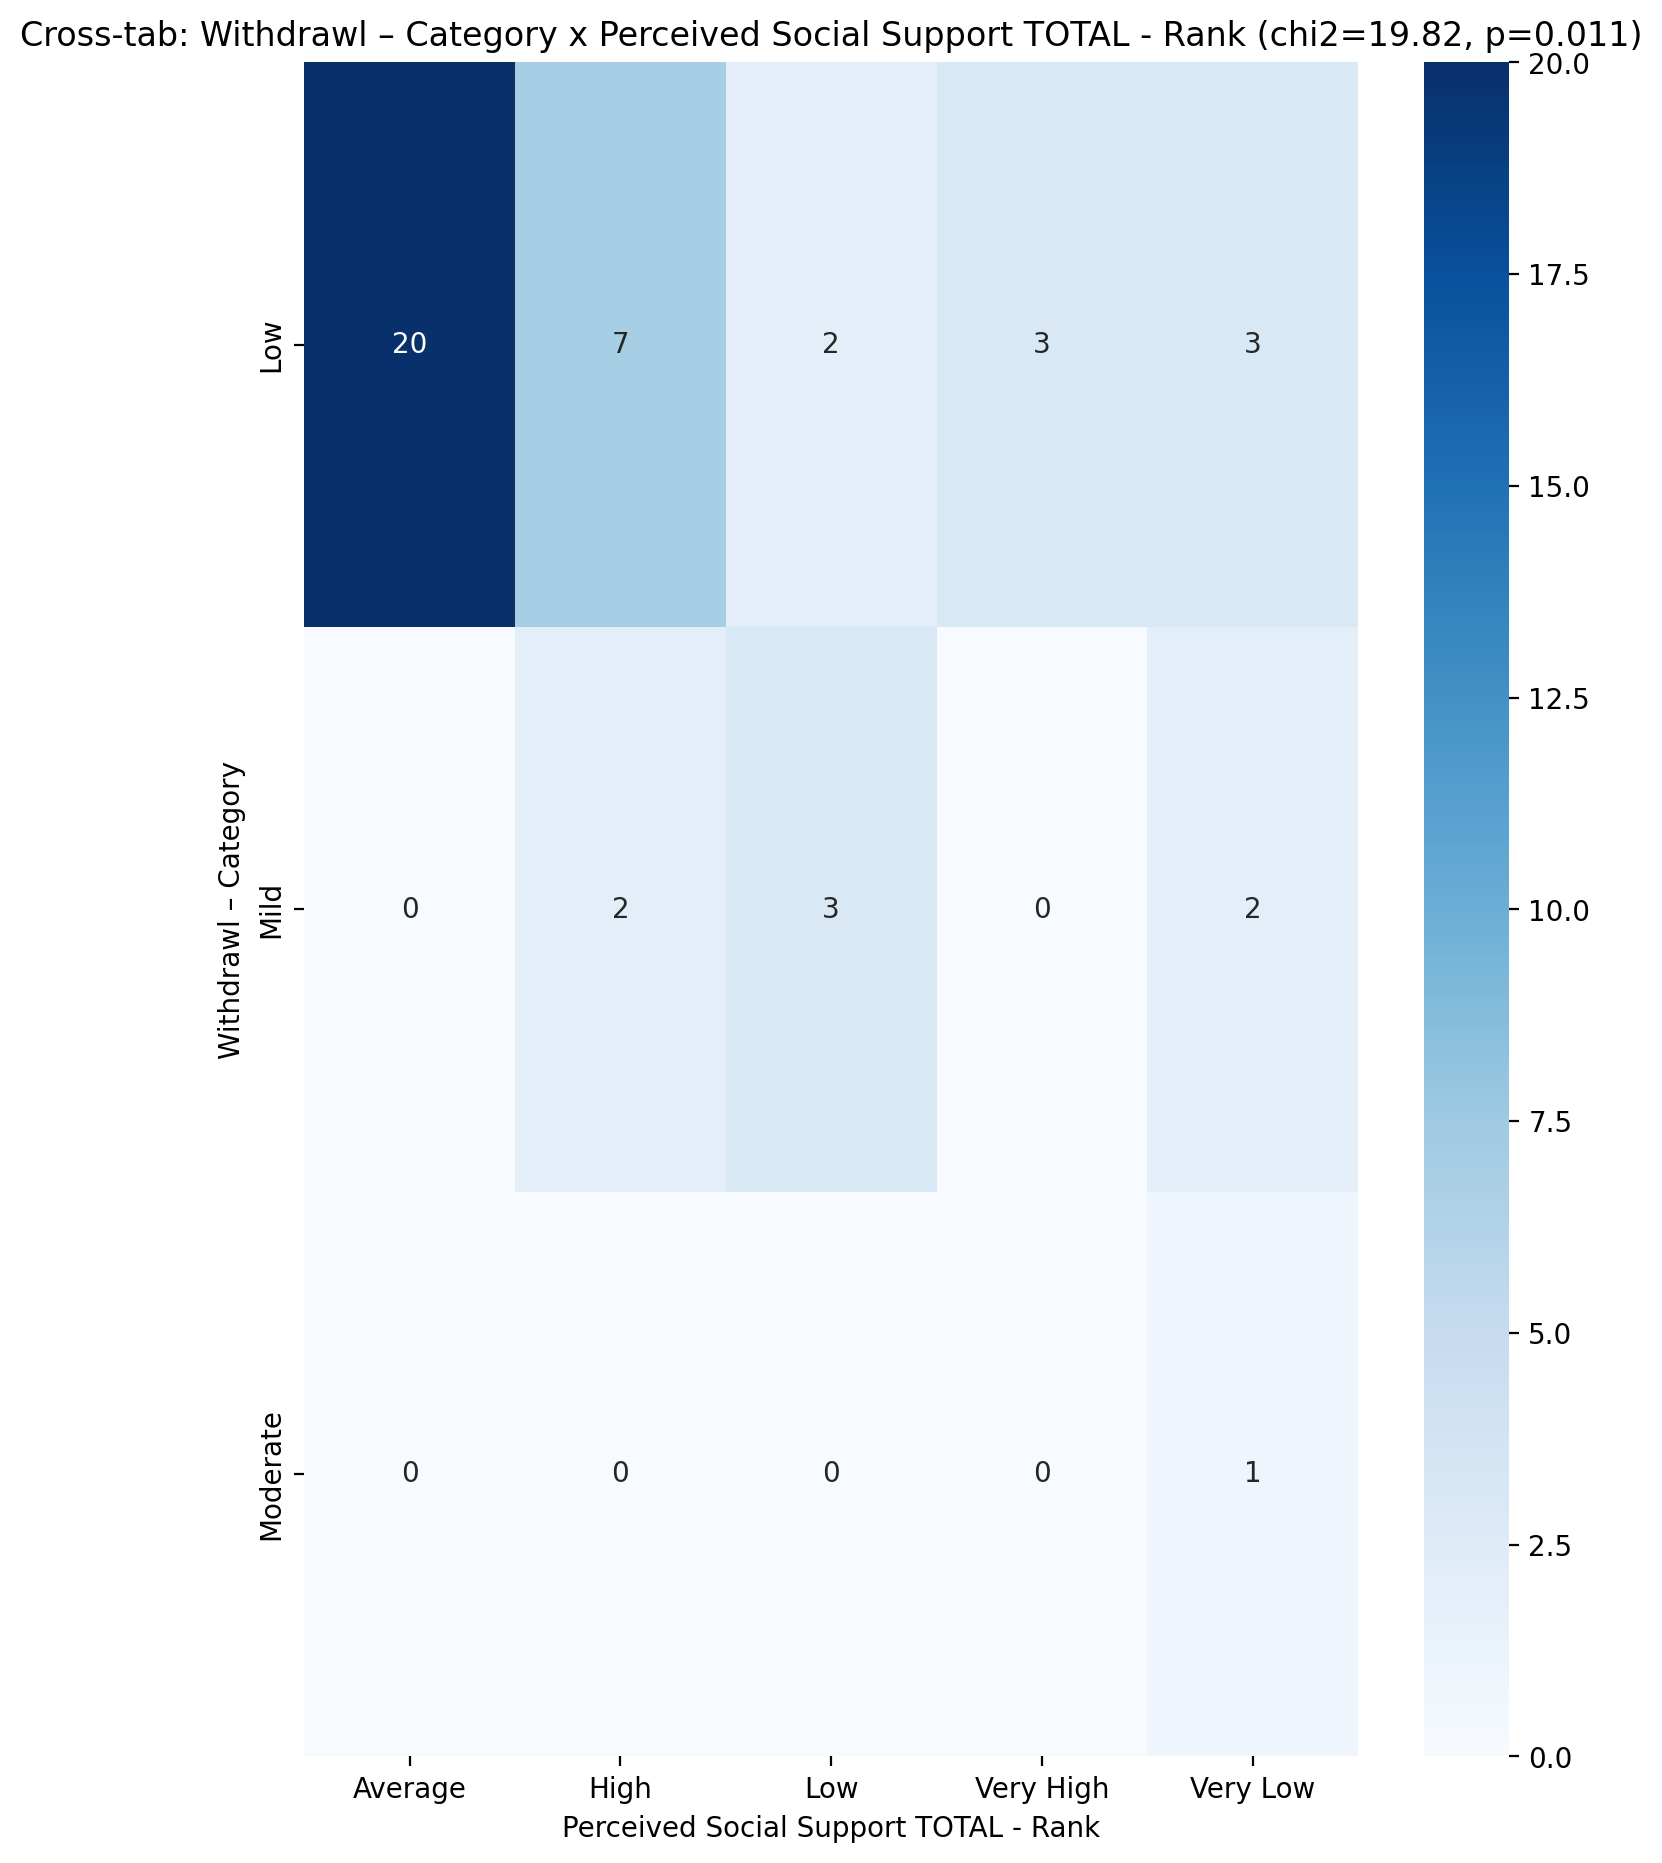 Cross-tab: Withdrawl – Category x Perceived Social Support TOTAL - Rank (chi2=19.82, p=0.011)
20.0
17.5
15.0
12.5
10.0
7.5
5.0
2.5
0.0
Withdrawl – Category
Low
20 7 2 3 3
Mild
0 2 3 0 2
Moderate
0 0 0 0 1
Average High Low Very High Very Low
Perceived Social Support TOTAL - Rank